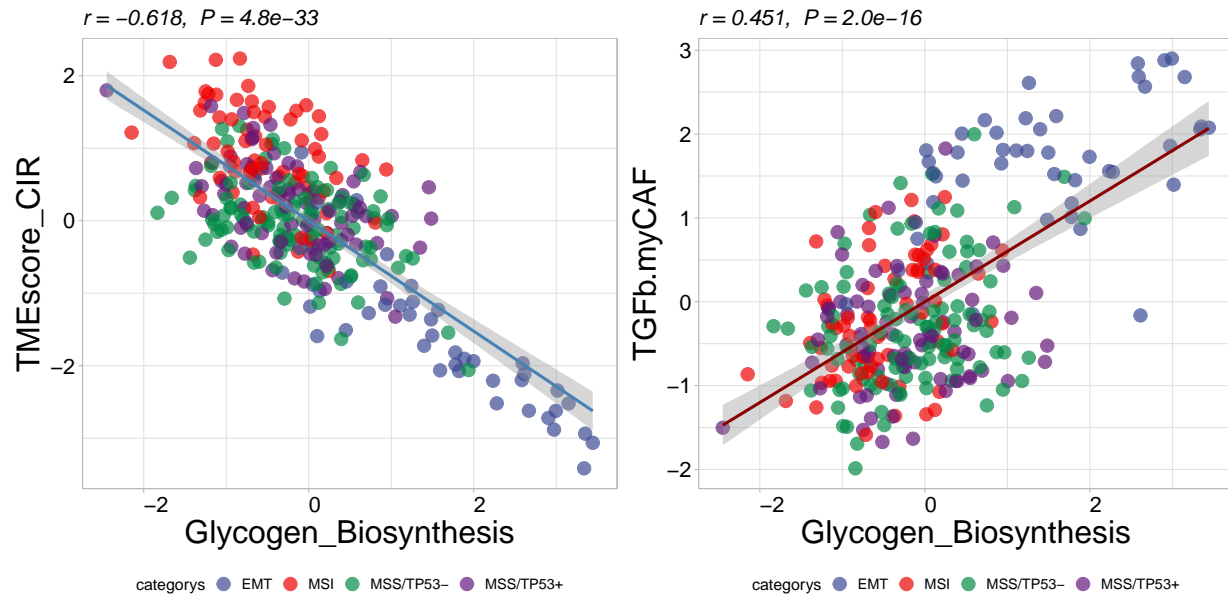 r = −0.618,  P = 4.8e−33
TMEscore_CIR
2
0
−2
−2
0
2
Glycogen_Biosynthesis
categorys EMT MSI MSS/TP53− MSS/TP53+
r = 0.451,  P = 2.0e−16
TGFb.myCAF
3
2
1
0
−1
−2
−2
0
2
Glycogen_Biosynthesis
categorys EMT MSI MSS/TP53− MSS/TP53+